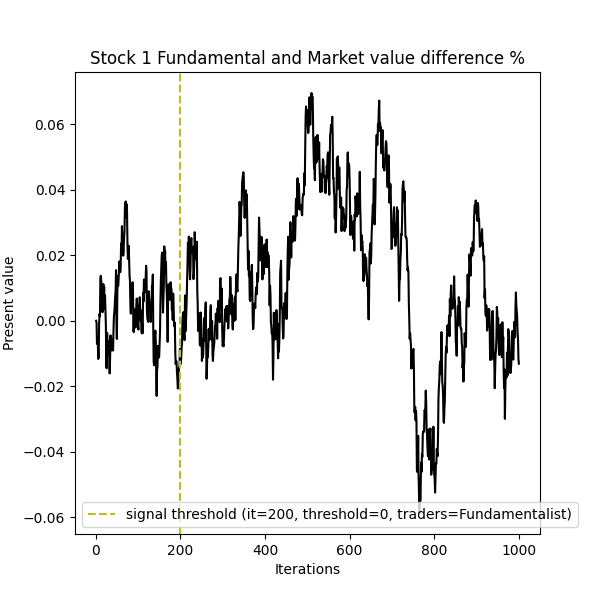 Stock 1 Fundamental and Market value difference %
Present value
0.06
0.04
0.02
0.00
−0.02
−0.04
−0.06
signal threshold (it=200, threshold=0, traders=Fundamentalist)
0 200 400 600 800 1000
Iterations